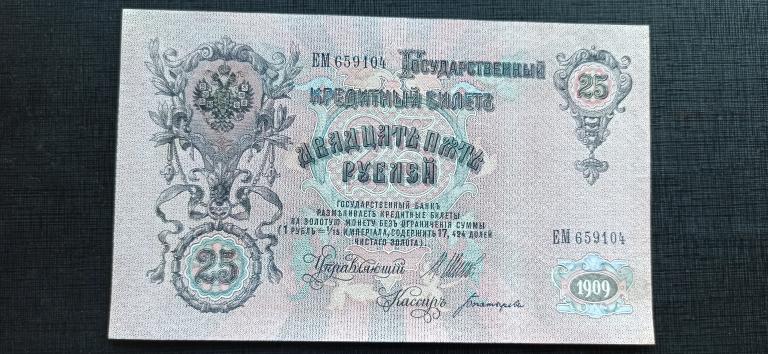 ЕМ 659104
Государственный
25
Кредитный билетъ
Двадцать пять
рублей
Государственный банкъ
размѣниваетъ кредитные билеты
на золотую монету безъ ограниченія суммы
(1 рубль = 1/15 имперіала, содержитъ 17,424 долей
чистаго золота).
ЕМ 659104
Управляющій
25
Кассиръ
1909